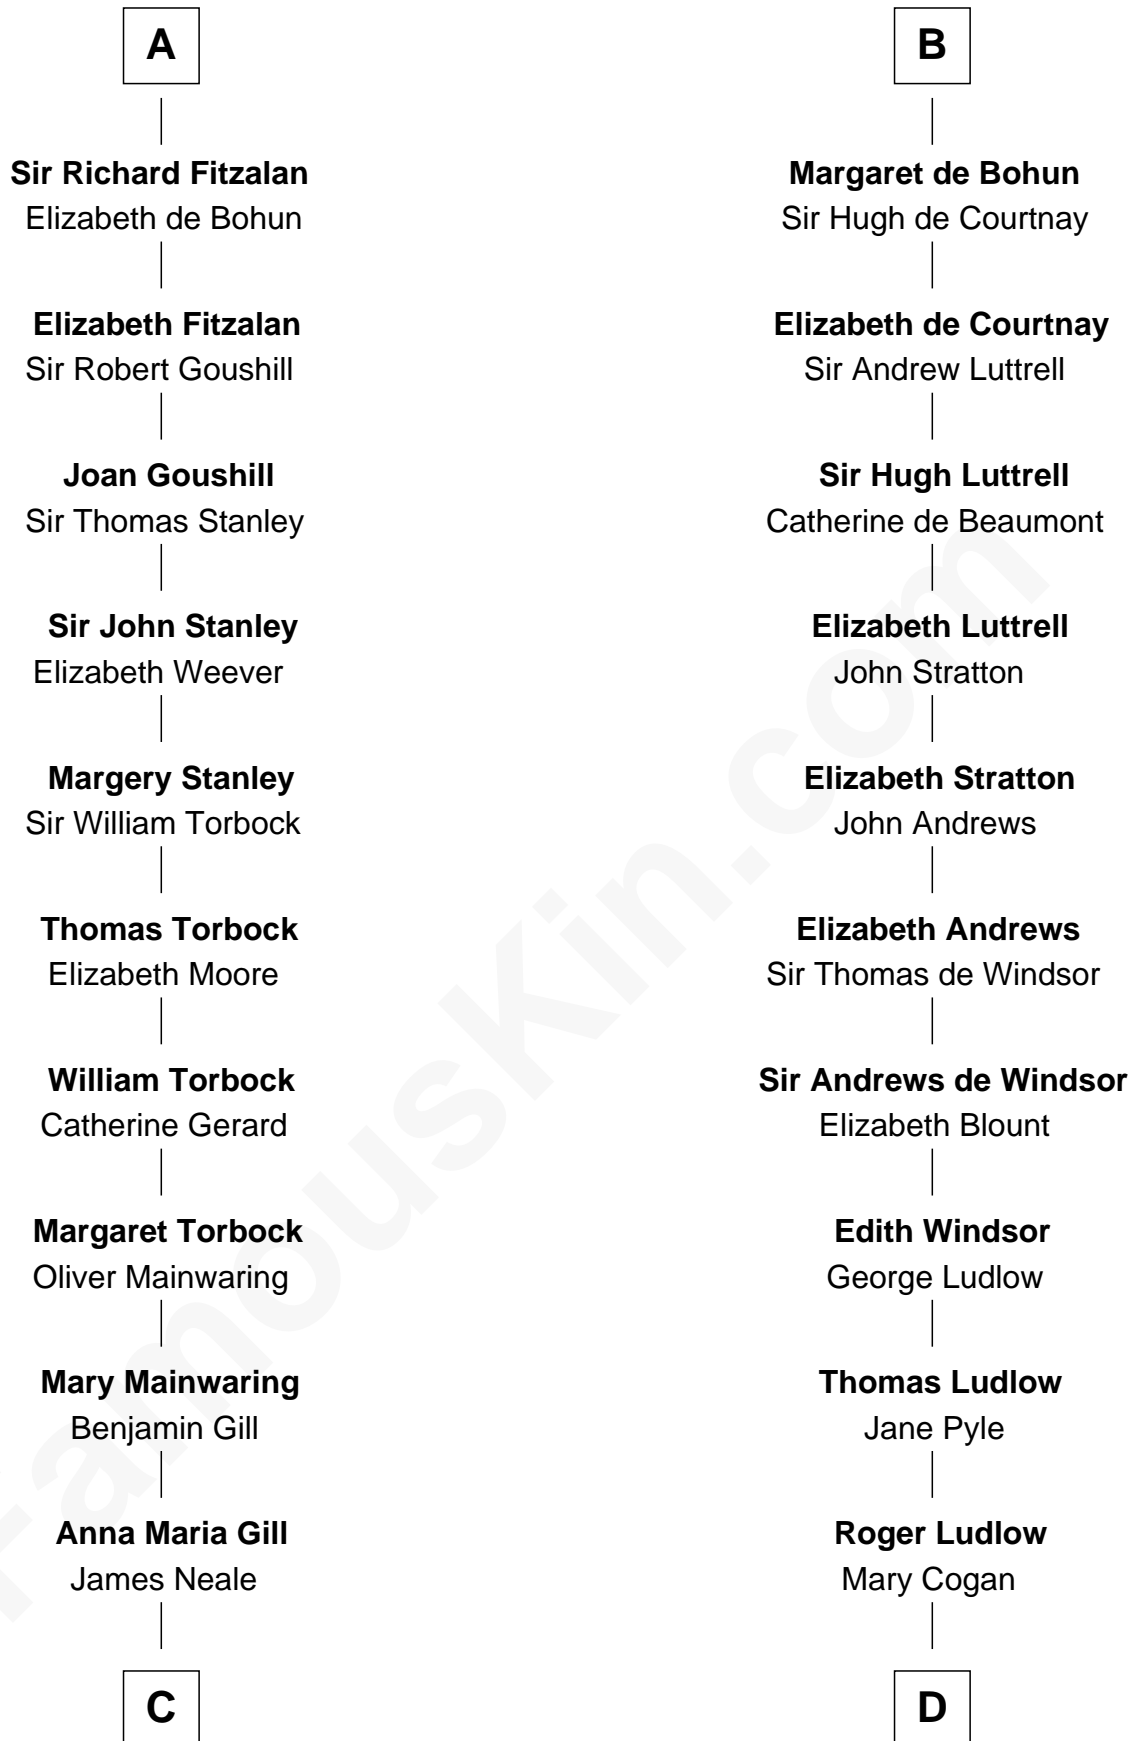 A
Sir Richard Fitzalan
Elizabeth de Bohun
Elizabeth Fitzalan
Sir Robert Goushill
Joan Goushill
Sir Thomas Stanley
Sir John Stanley
Elizabeth Weever
Margery Stanley
Sir William Torbock
Thomas Torbock
Elizabeth Moore
William Torbock
Catherine Gerard
Margaret Torbock
Oliver Mainwaring
Mary Mainwaring
Benjamin Gill
Anna Maria Gill
James Neale
C
B
Margaret de Bohun
Sir Hugh de Courtnay
Elizabeth de Courtnay
Sir Andrew Luttrell
Sir Hugh Luttrell
Catherine de Beaumont
Elizabeth Luttrell
John Stratton
Elizabeth Stratton
John Andrews
Elizabeth Andrews
Sir Thomas de Windsor
Sir Andrews de Windsor
Elizabeth Blount
Edith Windsor
George Ludlow
Thomas Ludlow
Jane Pyle
Roger Ludlow
Mary Cogan
D
FamousKin.com